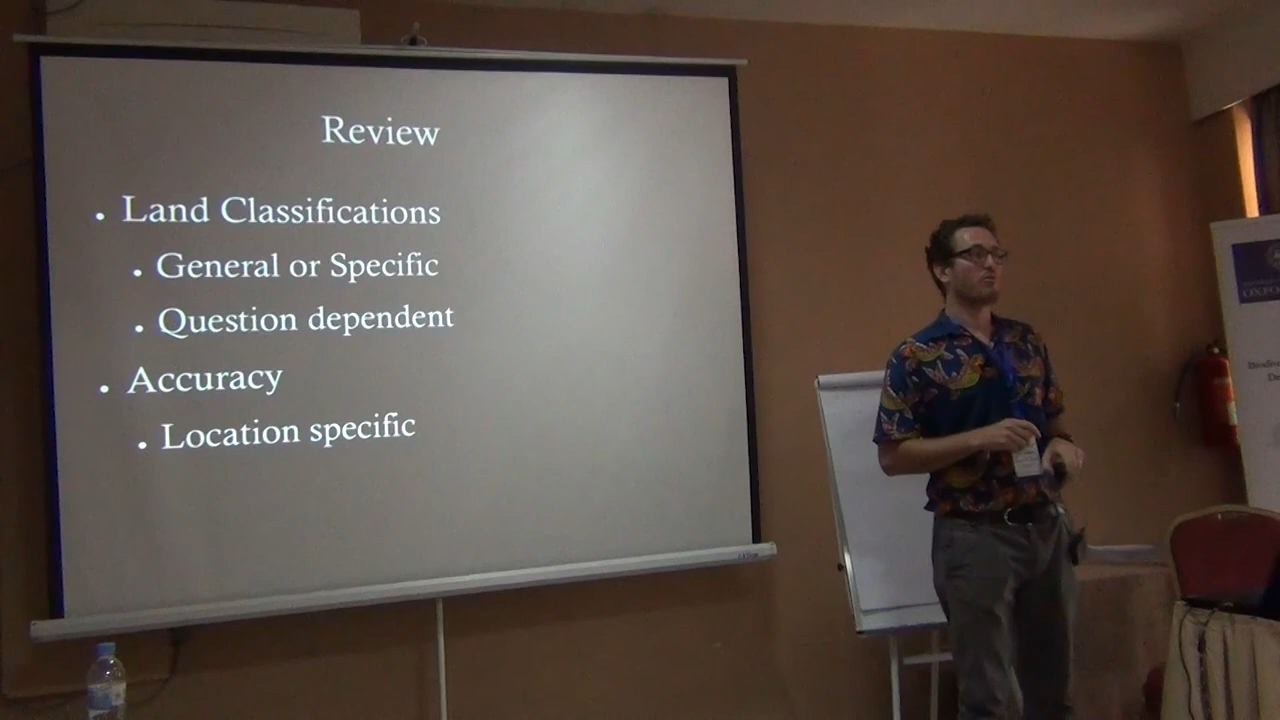 Review
• Land Classifications
• General or Specific
• Question dependent
• Accuracy
• Location specific